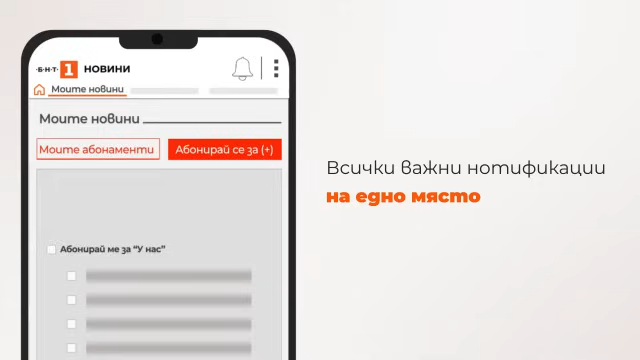 ·Б·Н·Т· 1 НОВИНИ
Моите новини
Моите новини
Моите абонаменти
Абонирай се за (+)
Абонирай ме за “У нас”
Всички важни нотификации
на едно място